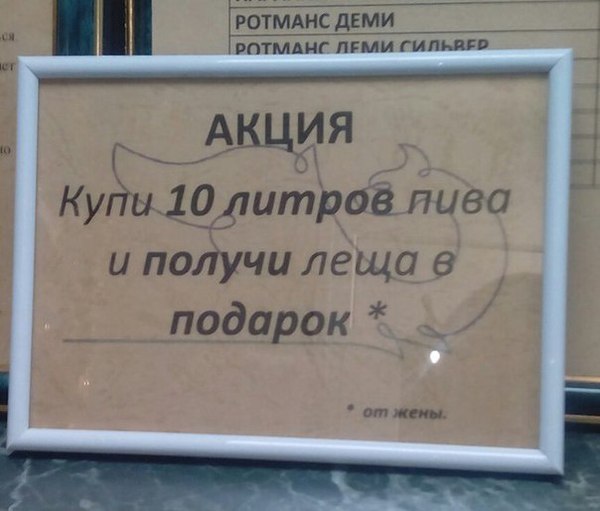 РОТМАНС ДЕМИ
РОТМАНС ДЕМИ СИЛЬВЕР
АКЦИЯ
Купи 10 литров пива
и получи леща в
подарок *
* от жены.